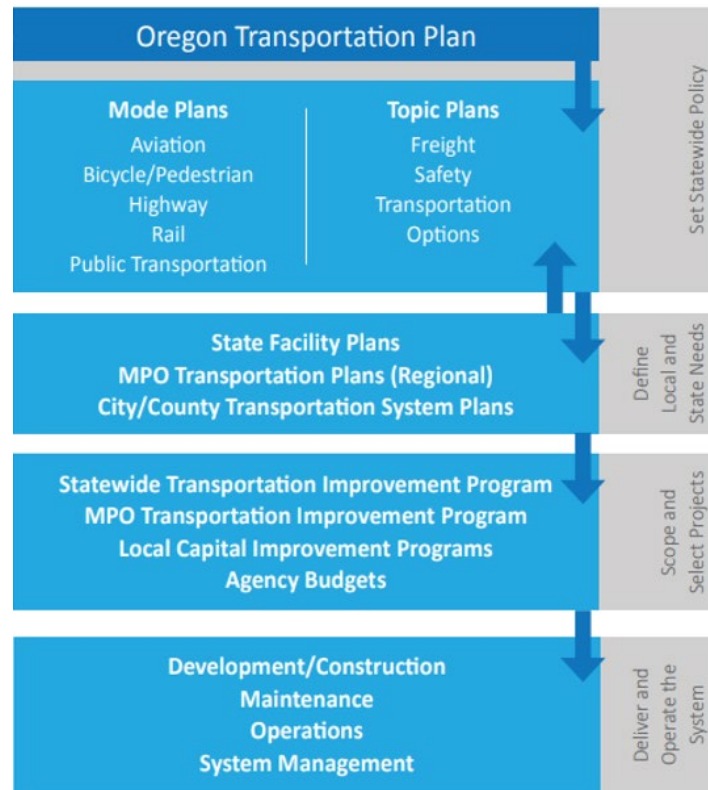 Oregon Transportation Plan
Mode Plans
Aviation
Bicycle/Pedestrian
Highway
Rail
Public Transportation
Topic Plans
Freight
Safety
Transportation
Options
Set Statewide Policy
State Facility Plans
MPO Transportation Plans (Regional)
City/County Transportation System Plans
Define
Local and
State Needs
Statewide Transportation Improvement Program
MPO Transportation Improvement Program
Local Capital Improvement Programs
Agency Budgets
Scope and
Select Projects
Development/Construction
Maintenance
Operations
System Management
Deliver and
Operate the
System